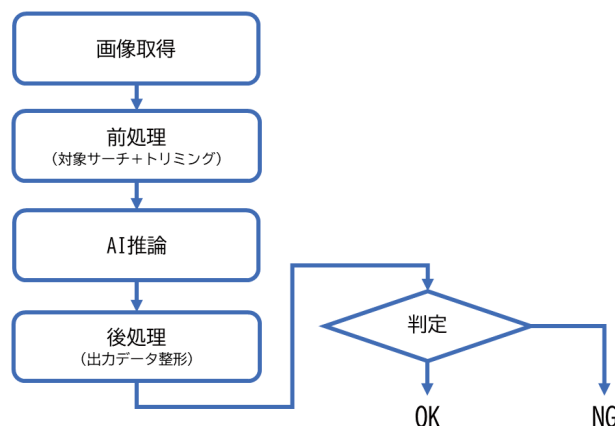 画像取得
前処理
（対象サーチ＋トリミング）
AI推論
後処理
（出力データ整形）
判定
OK
NG